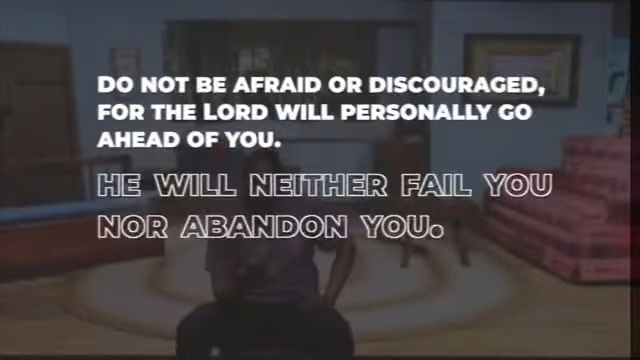 DO NOT BE AFRAID OR DISCOURAGED,
FOR THE LORD WILL PERSONALLY GO
AHEAD OF YOU.
HE WILL NEITHER FAIL YOU
NOR ABANDON YOU.